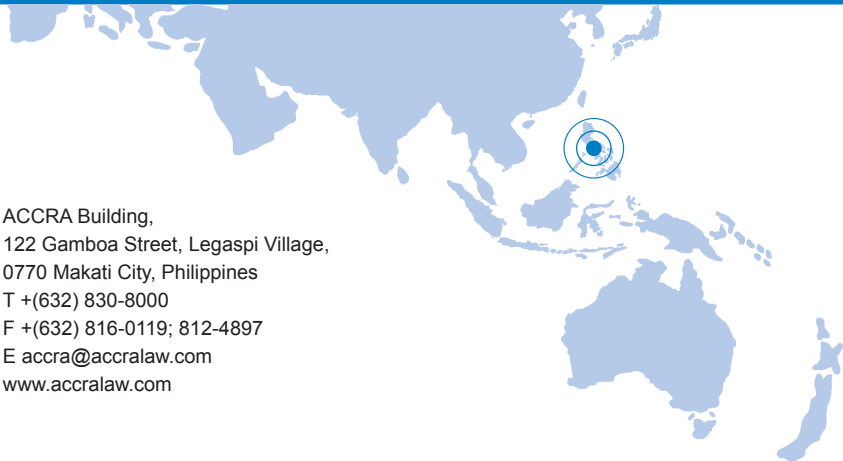 ACCRA Building,
122 Gamboa Street, Legaspi Village,
0770 Makati City, Philippines
T +(632) 830-8000
F +(632) 816-0119; 812-4897
E accra@accralaw.com
www.accralaw.com